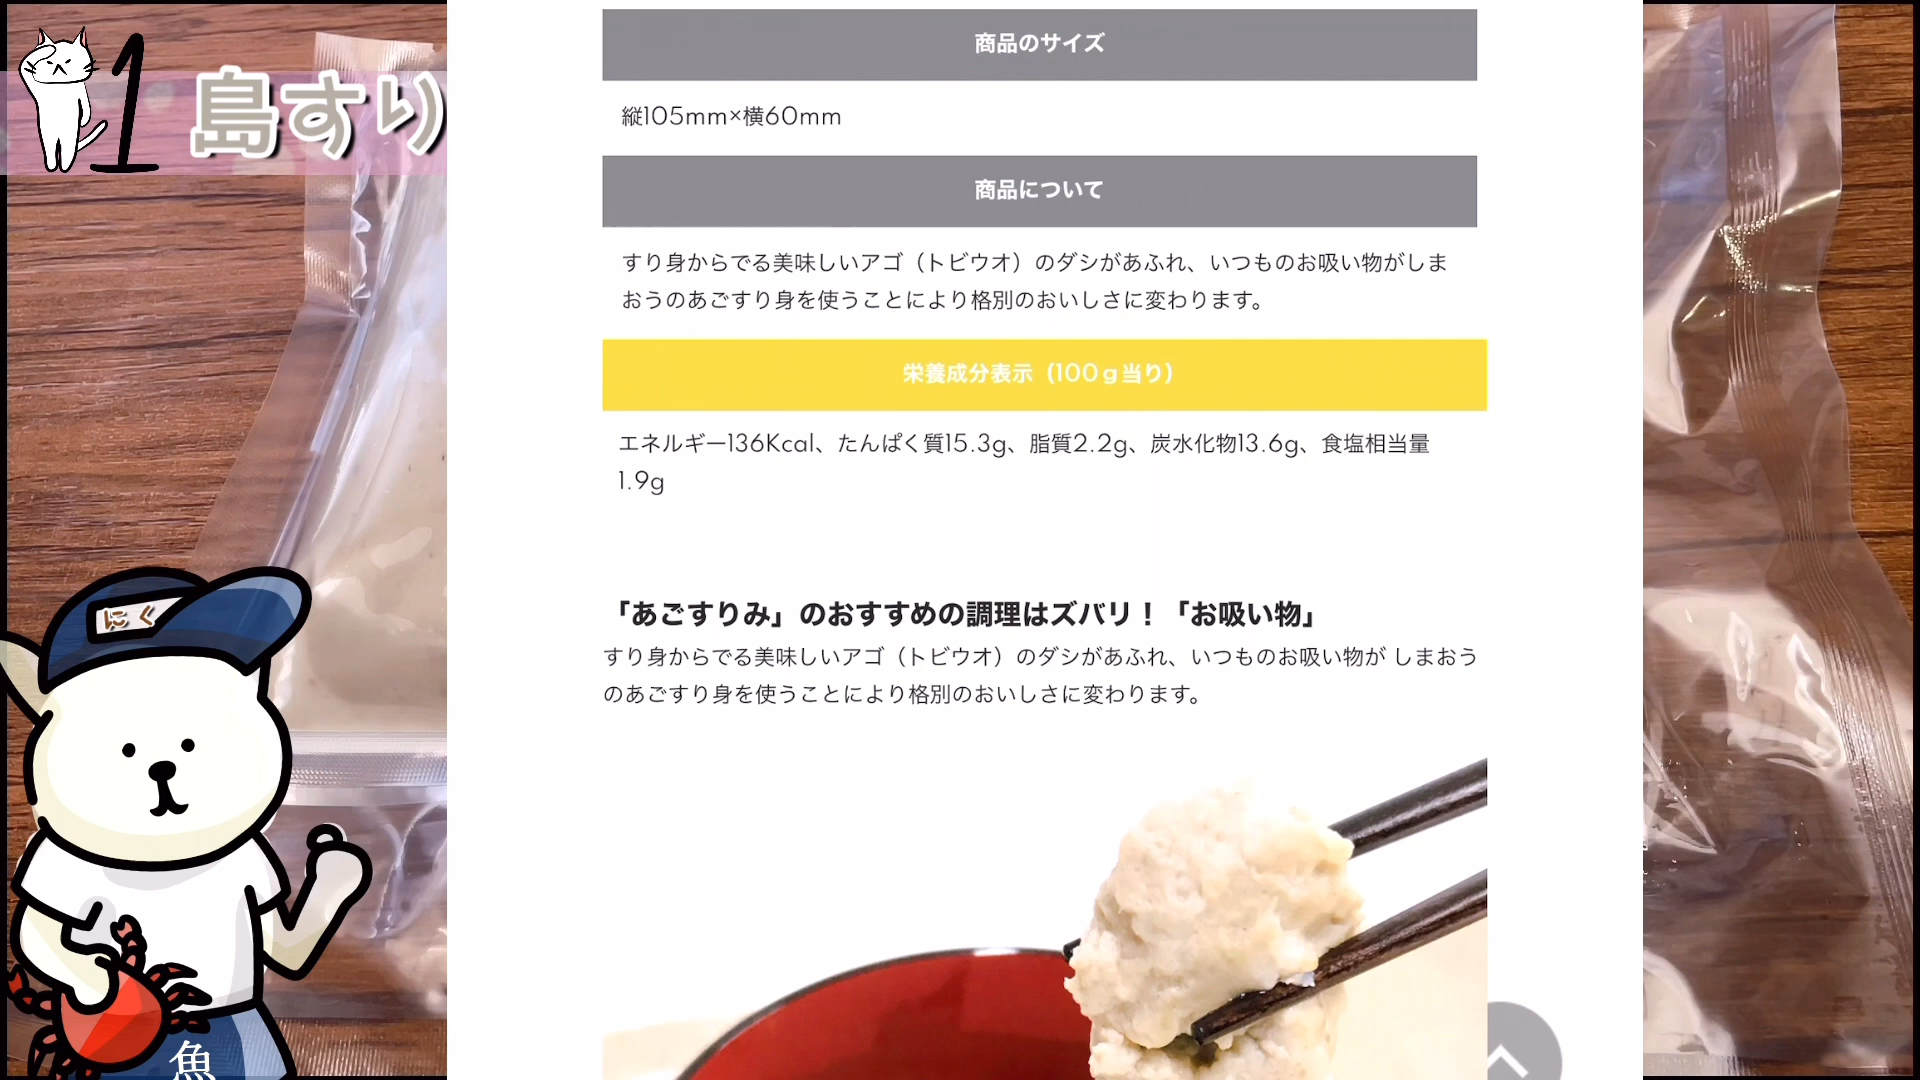 1 島すり
商品のサイズ
縦105mm×横60mm
商品について
すり身からでる美味しいアゴ（トビウオ）のダシがあふれ、いつものお吸い物がしま
おうのあごすり身を使うことにより格別のおいしさに変わります。
栄養成分表示（100ｇ当り）
エネルギー136Kcal、たんぱく質15.3g、脂質2.2g、炭水化物13.6g、食塩相当量
1.9g
「あごすりみ」のおすすめの調理はズバリ！「お吸い物」
すり身からでる美味しいアゴ（トビウオ）のダシがあふれ、いつものお吸い物が しまおう
のあごすり身を使うことにより格別のおいしさに変わります。
にく
魚